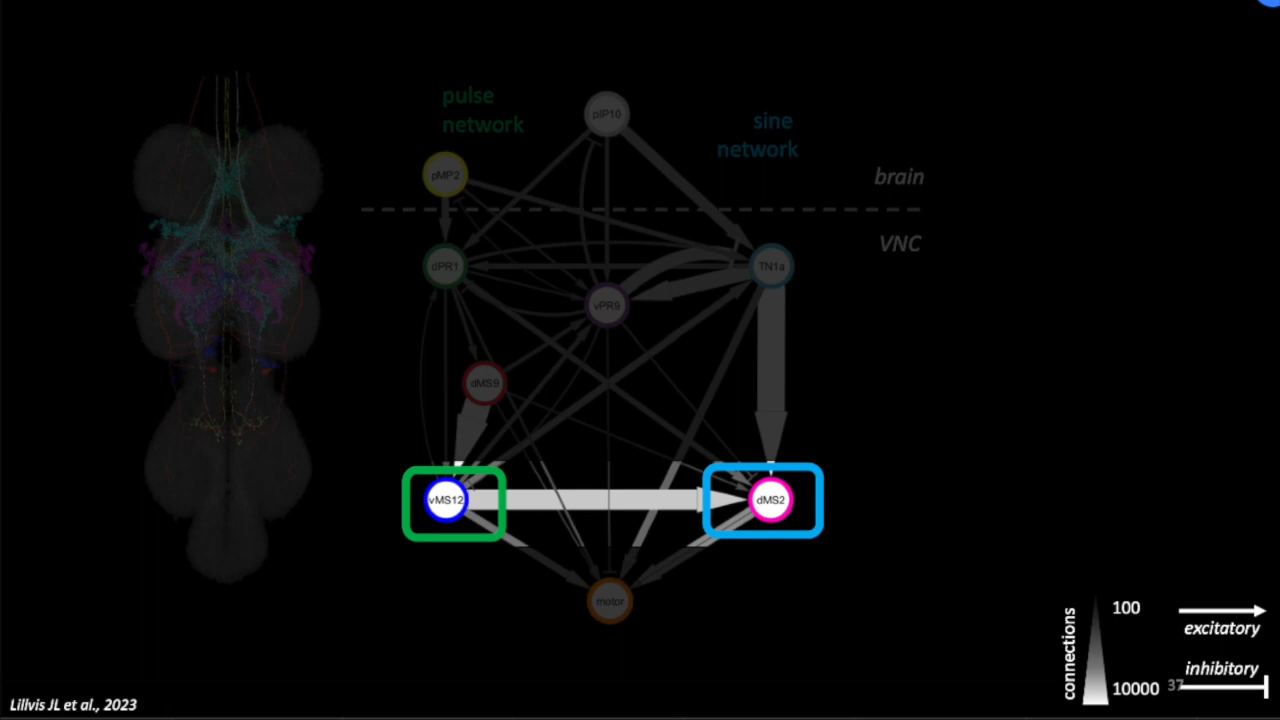 pulse
network
pIP10
sine
network
pMP2
brain
VNC
dPR1
TN1a
vPR9
dMS9
vMS12
dMS2
motor
connections
100
excitatory
inhibitory
10000
37
Lillvis JL et al., 2023